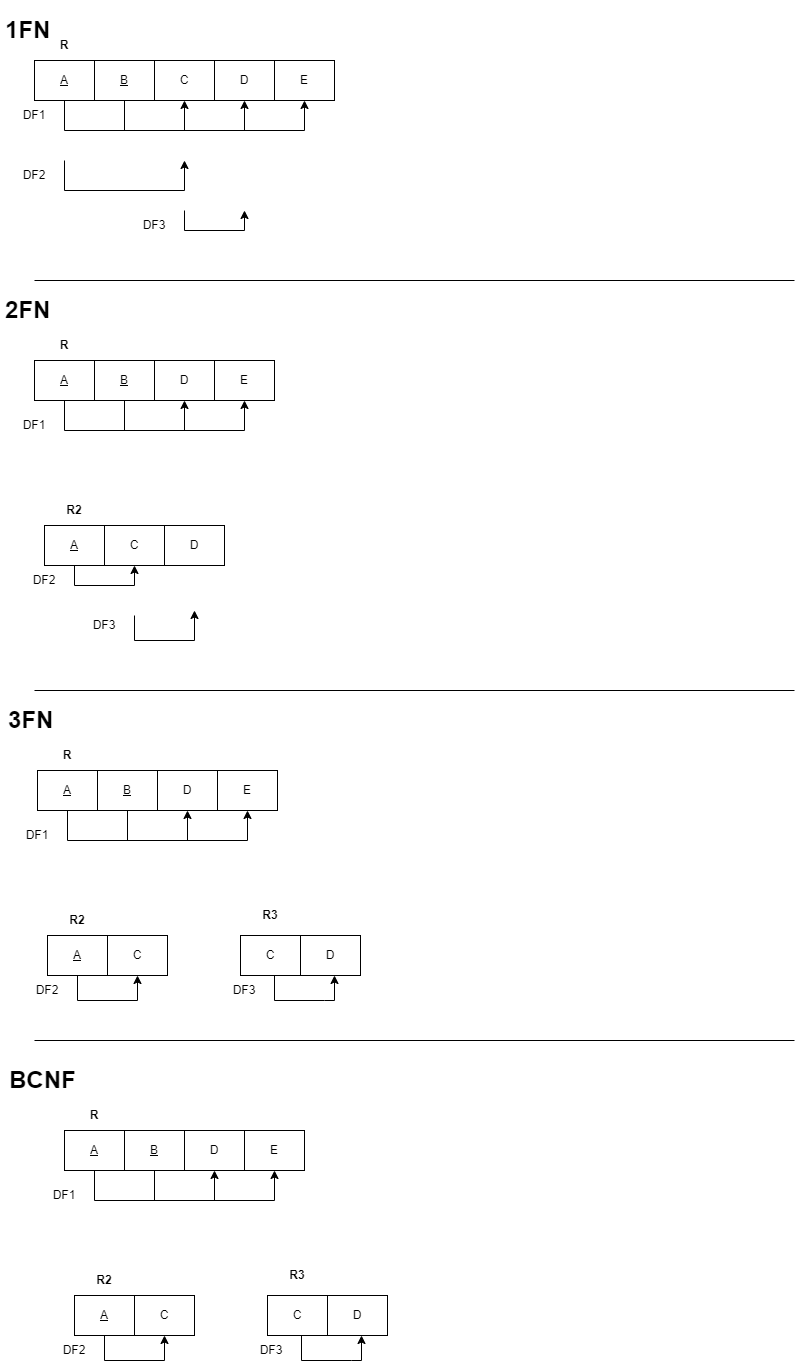 1FN
R
A B C D E
DF1
DF2
DF3
2FN
R
A B D E
DF1
R2
A C D
DF2
DF3
3FN
R
A B D E
DF1
R2 R3
A C C D
DF2 DF3
BCNF
R
A B D E
DF1
R2 R3
A C C D
DF2 DF3